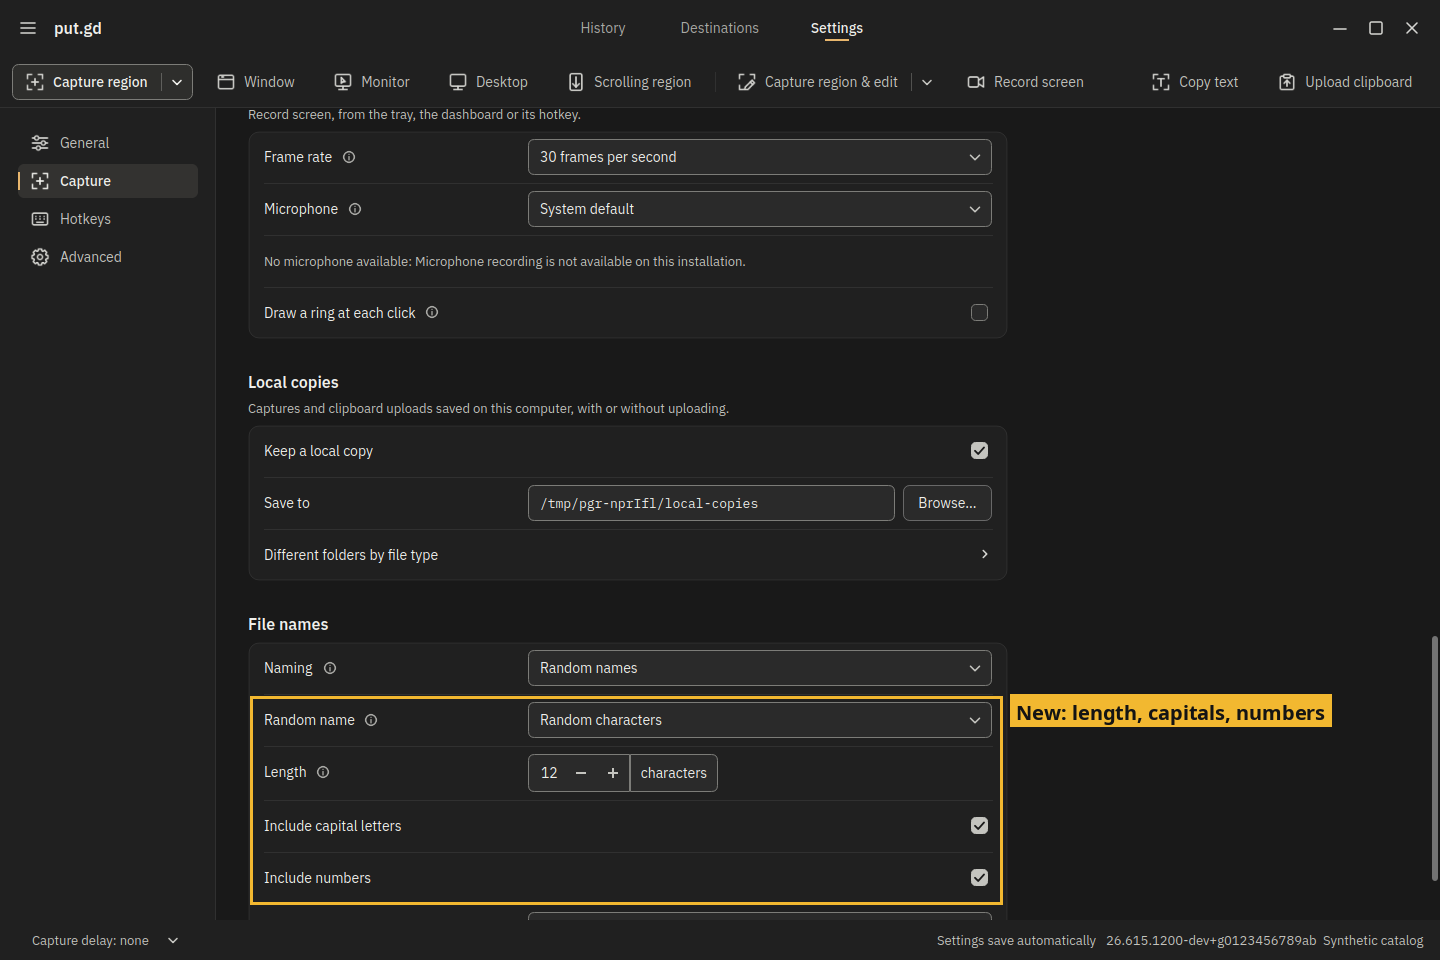 put.gd
History
Destinations
Settings
Capture region
Window
Monitor
Desktop
Scrolling region
Capture region & edit
Record screen
Copy text
Upload clipboard
General
Capture
Hotkeys
Advanced
Record screen, from the tray, the dashboard or its hotkey.
Frame rate
30 frames per second
Microphone
System default
No microphone available: Microphone recording is not available on this installation.
Draw a ring at each click
Local copies
Captures and clipboard uploads saved on this computer, with or without uploading.
Keep a local copy
Save to
/tmp/pgr-nprIfl/local-copies
Browse...
Different folders by file type
File names
Naming
Random names
Random name
Random characters
New: length, capitals, numbers
Length
12
characters
Include capital letters
Include numbers
Capture delay: none
Settings save automatically
26.615.1200-dev+g0123456789ab
Synthetic catalog